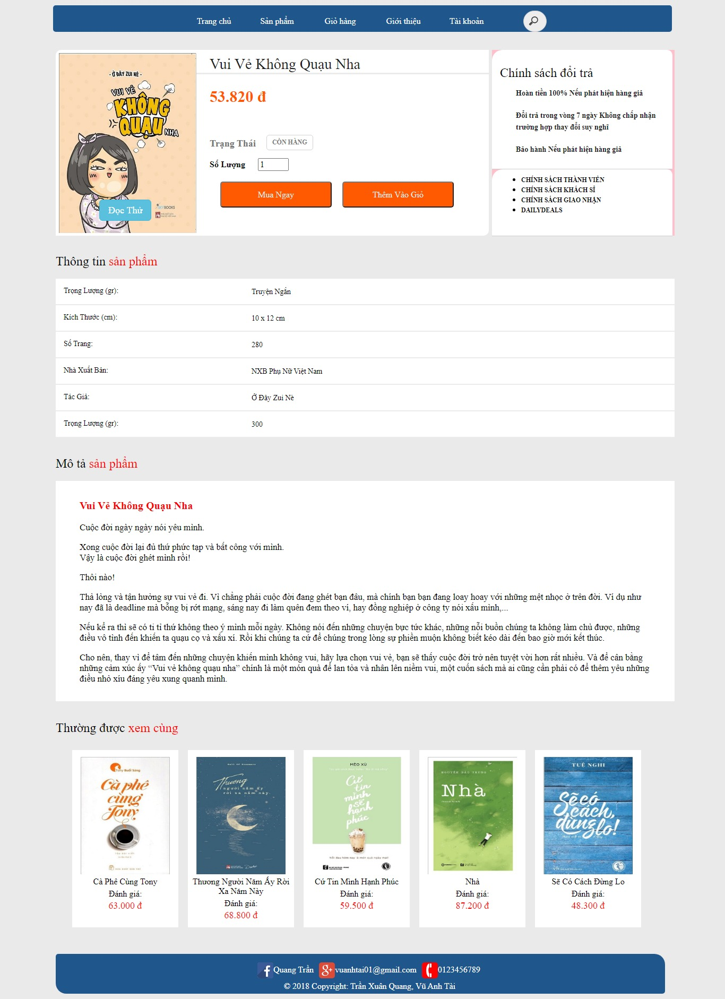 Trang chủ
Sản phẩm
Giỏ hàng
Giới thiệu
Tài khoản
• Ở ĐÂY ZUI NÈ •
VUI VẺ
KHÔNG
QUẠU
NHA
SKYBOOKS
Đọc Thử
Vui Vẻ Không Quạu Nha
53.820 đ
Trạng Thái
CÒN HÀNG
Số Lượng
1
Mua Ngay
Thêm Vào Giỏ
Chính sách đổi trả
Hoàn tiền 100% Nếu phát hiện hàng giả
Đổi trả trong vòng 7 ngày Không chấp nhận
trường hợp thay đổi suy nghĩ
Bảo hành Nếu phát hiện hàng giả
CHÍNH SÁCH THÀNH VIÊN
CHÍNH SÁCH KHÁCH SỈ
CHÍNH SÁCH GIAO NHẬN
DAILYDEALS
Thông tin sản phẩm
Trọng Lượng (gr):
Truyện Ngắn
Kích Thước (cm):
10 x 12 cm
Số Trang:
280
Nhà Xuất Bản:
NXB Phụ Nữ Việt Nam
Tác Giả:
Ở Đây Zui Nè
Trọng Lượng (gr):
300
Mô tả sản phẩm
Vui Vẻ Không Quạu Nha
Cuộc đời ngày ngày nói yêu mình.
Xong cuộc đời lại đủ thứ phức tạp và bất công với mình.
Vậy là cuộc đời ghét mình rồi!
Thôi nào!
Thả lỏng và tận hưởng sự vui vẻ đi. Vì chẳng phải cuộc đời đang ghét bạn đâu, mà chính bạn bạn đang loay hoay với những mệt nhọc ở trên đời. Ví dụ như
nay đã là deadline mà bỗng bị rớt mạng, sáng nay đi làm quên đem theo ví, hay đồng nghiệp ở công ty nói xấu mình,...
Nếu kể ra thì sẽ có ti tỉ thứ không theo ý mình mỗi ngày. Không nói đến những chuyện bực tức khác, những nỗi buồn chúng ta không làm chủ được, những
điều vô tình đến khiến ta quạu cọ và xấu xí. Rồi khi chúng ta cứ để chúng trong lòng sự phiền muộn không biết kéo dài đến bao giờ mới kết thúc.
Cho nên, thay vì để tâm đến những chuyện khiến mình không vui, hãy lựa chọn vui vẻ, bạn sẽ thấy cuộc đời trở nên tuyệt vời hơn rất nhiều. Và để cân bằng
những cảm xúc ấy “Vui vẻ không quạu nha” chính là một món quà để lan tỏa và nhân lên niềm vui, một cuốn sách mà ai cũng cần phải có để thêm yêu những
điều nhỏ xíu đáng yêu xung quanh mình.
Thường được xem cùng
Tony Buổi Sáng
Cà phê
cùng
Tony
Thương
người năm ấy
rời xa năm này
MÈO XÙ
Cứ
tin
mình
sẽ
hạnh
phúc
Nỗi đau hôm nay là món quà ngày mai!
NGUYỄN BẢO TRUNG
Nhà
TUỆ NGHI
Sẽ có
cách,
đừng lo!
Cà Phê Cùng Tony
Đánh giá:
63.000 đ
Thương Người Năm Ấy Rời
Xa Năm Này
Đánh giá:
68.800 đ
Cứ Tin Mình Hạnh Phúc
Đánh giá:
59.500 đ
Nhà
Đánh giá:
87.200 đ
Sẽ Có Cách Đừng Lo
Đánh giá:
48.300 đ
Quang Trần
vuanhtai01@gmail.com
0123456789
© 2018 Copyright: Trần Xuân Quang, Vũ Anh Tài